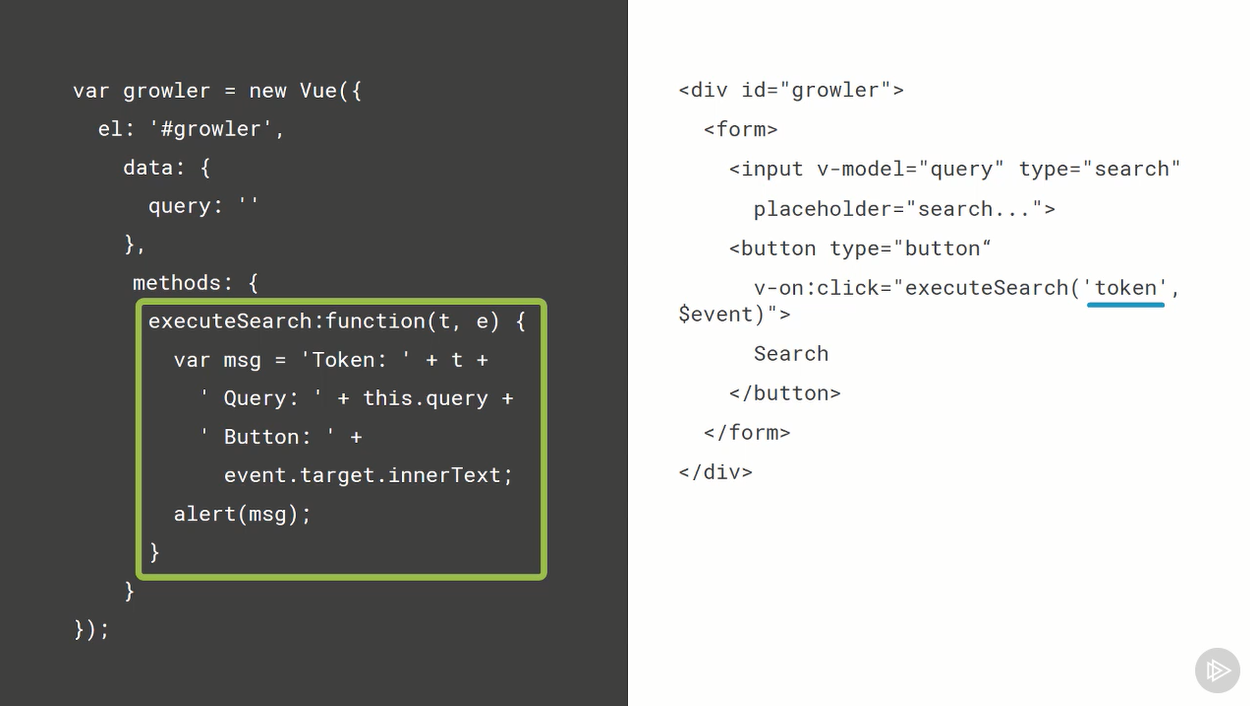 var growler = new Vue({
el: '#growler',
data: {
query: ''
},
methods: {
executeSearch:function(t, e) {
var msg = 'Token: ' + t +
' Query: ' + this.query +
' Button: ' +
event.target.innerText;
alert(msg);
}
}
});
<div id="growler">
<form>
<input v-model="query" type="search"
placeholder="search...">
<button type="button“
v-on:click="executeSearch('token',
$event)">
Search
</button>
</form>
</div>